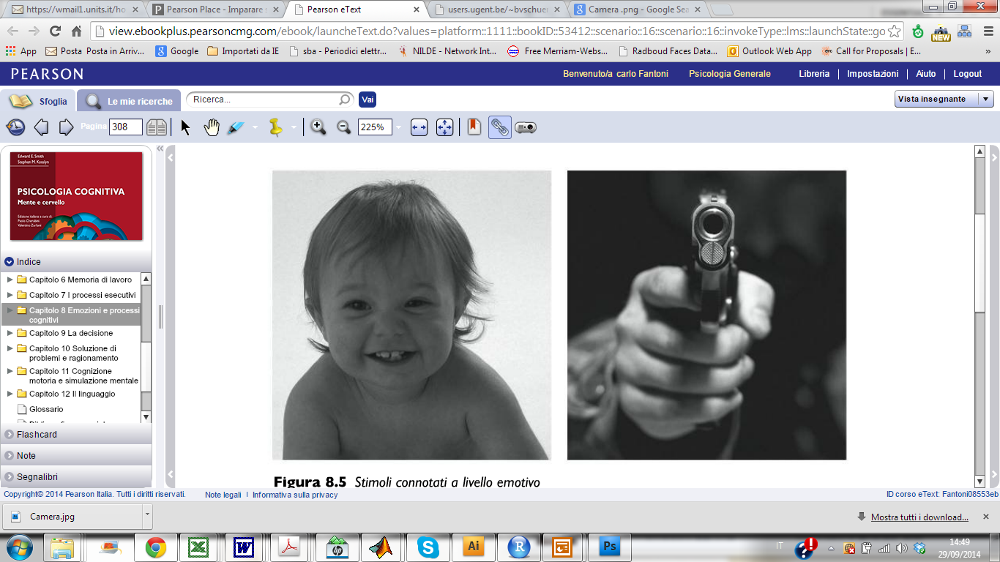 https://wmail1.units.it/ho
Pearson Place - Imparare s
Pearson eText
users.ugent.be/~bvschuer
Camera .png - Google Sea
view.ebookplus.pearsoncmg.com/ebook/launcheText.do?values=platform::1111::bookID::53412::scenario::16::scenario::16::invokeType::lms::launchState::go
NEW
App
Posta Posta in Arriv...
Google
Importati da IE
sba - Periodici elettr...
NILDE - Network Int...
Free Merriam-Webs...
Radboud Faces Data...
Outlook Web App
Call for Proposals | E...
»
PEARSON
Benvenuto/a carlo Fantoni
Psicologia Generale
Libreria
Impostazioni
Aiuto
Logout
Sfoglia
Le mie ricerche
Ricerca...
Vai
Vista insegnante
Pagina
308
225%
Edward E. Smith
Stephen M. Kosslyn
PSICOLOGIA COGNITIVA
Mente e cervello
Edizione italiana a cura di
Paolo Cherubini
Indice
Capitolo 6 Memoria di lavoro
Capitolo 7 I processi esecutivi
Capitolo 8 Emozioni e processi
cognitivi
Capitolo 9 La decisione
Capitolo 10 Soluzione di
problemi e ragionamento
Capitolo 11 Cognizione
motoria e simulazione mentale
Capitolo 12 Il linguaggio
Glossario
Flashcard
Note
Segnalibri
Figura 8.5 Stimoli connotati a livello emotivo
Copyright© 2014 Pearson Italia. Tutti i diritti riservati.
Note legali
Informativa sulla privacy
ID corso eText: Fantoni08553eb
Camera.jpg
Mostra tutti i download...
hp
Ai
R
Ps
IT
14:49
29/09/2014